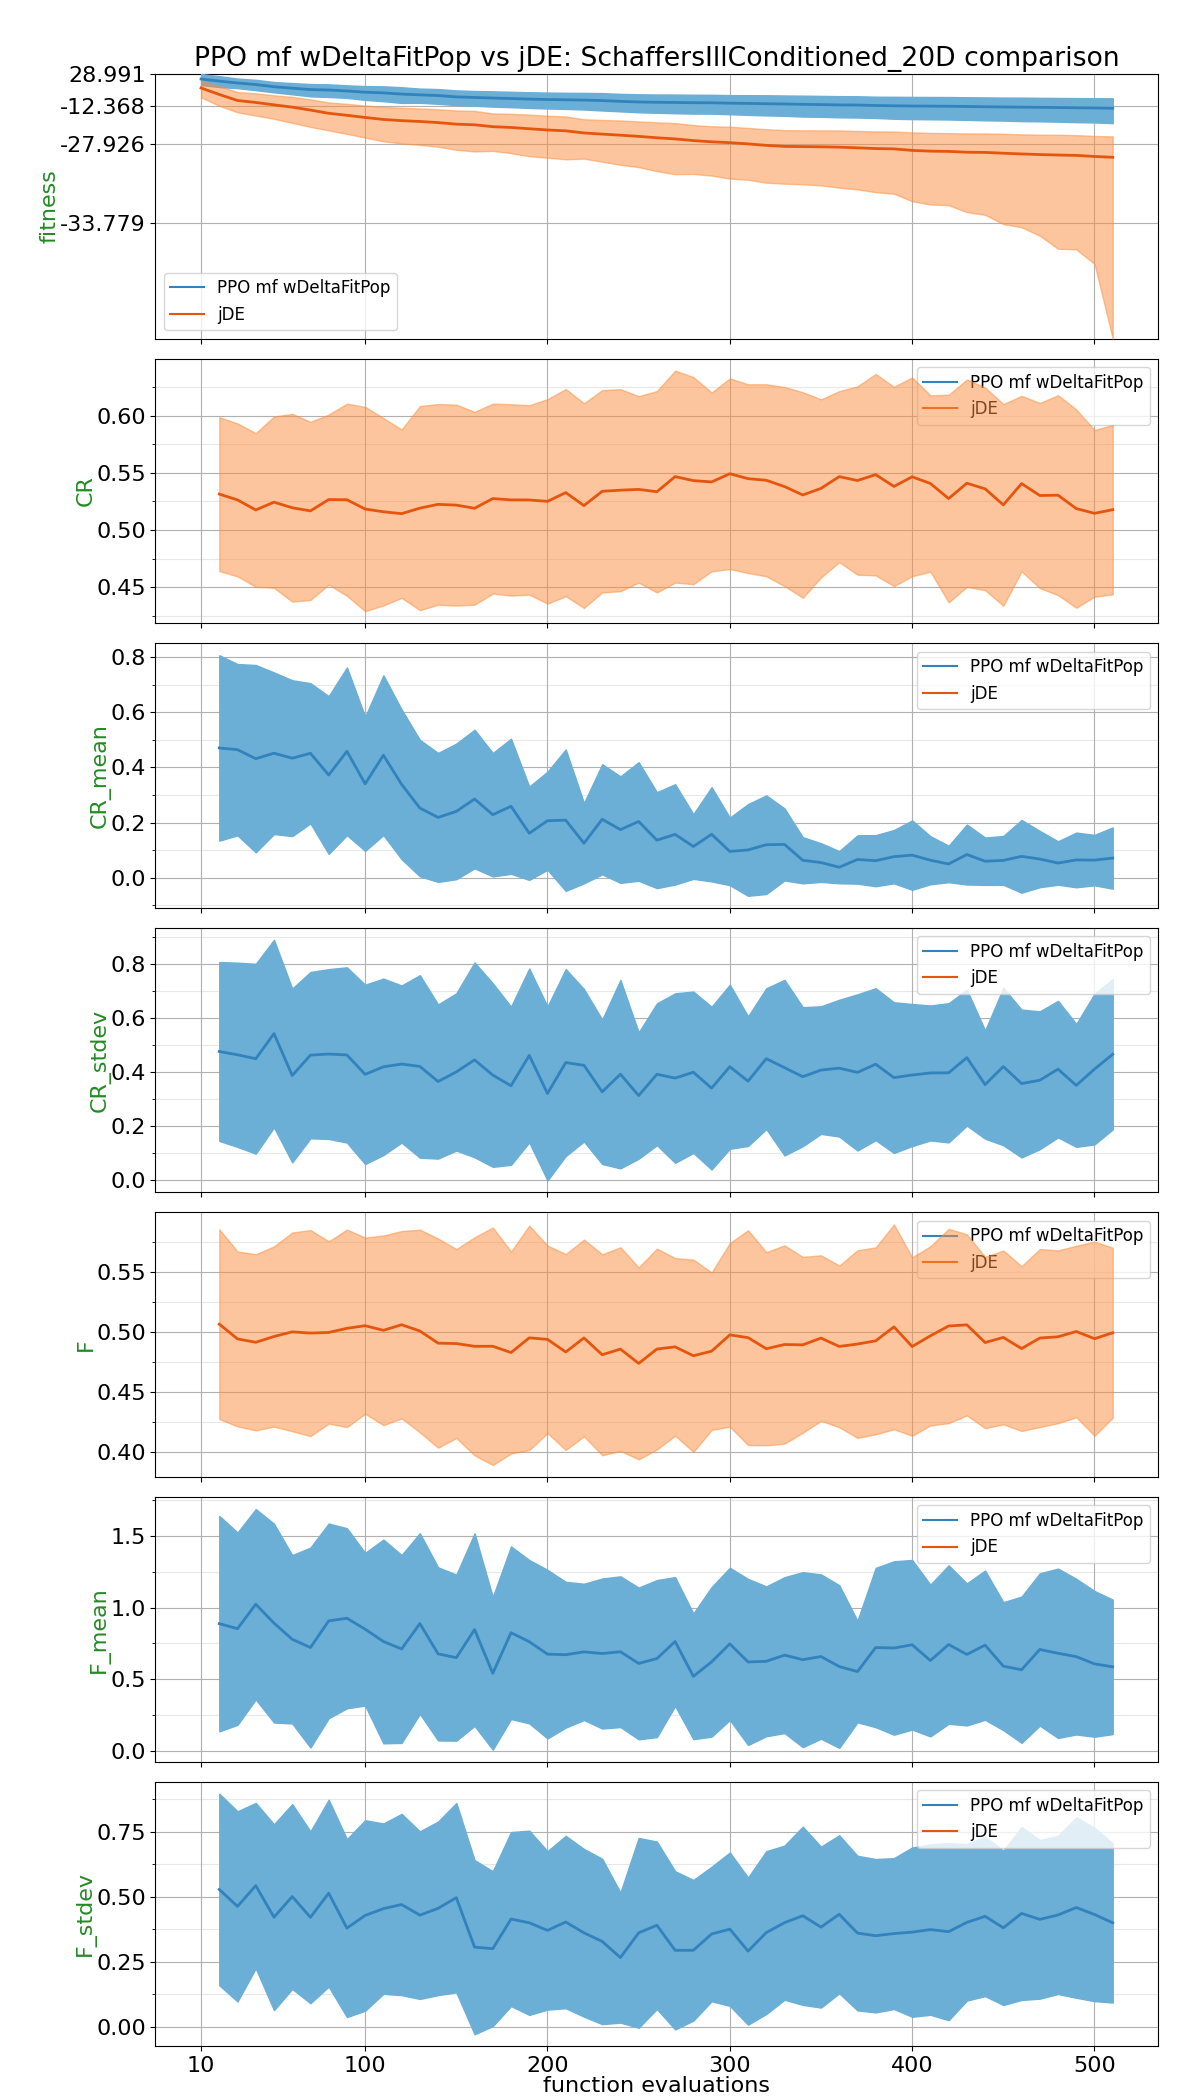 PPO mf wDeltaFitPop vs jDE: SchaffersIllConditioned_20D comparison
28.991
-12.368
-27.926
-33.779
fitness
PPO mf wDeltaFitPop
jDE
0.60
0.55
0.50
0.45
CR
PPO mf wDeltaFitPop
jDE
0.8
0.6
0.4
0.2
0.0
CR_mean
PPO mf wDeltaFitPop
jDE
0.8
0.6
0.4
0.2
0.0
CR_stdev
PPO mf wDeltaFitPop
jDE
0.55
0.50
0.45
0.40
F
PPO mf wDeltaFitPop
jDE
1.5
1.0
0.5
0.0
F_mean
PPO mf wDeltaFitPop
jDE
0.75
0.50
0.25
0.00
F_stdev
PPO mf wDeltaFitPop
jDE
10 100 200 300 400 500
function evaluations